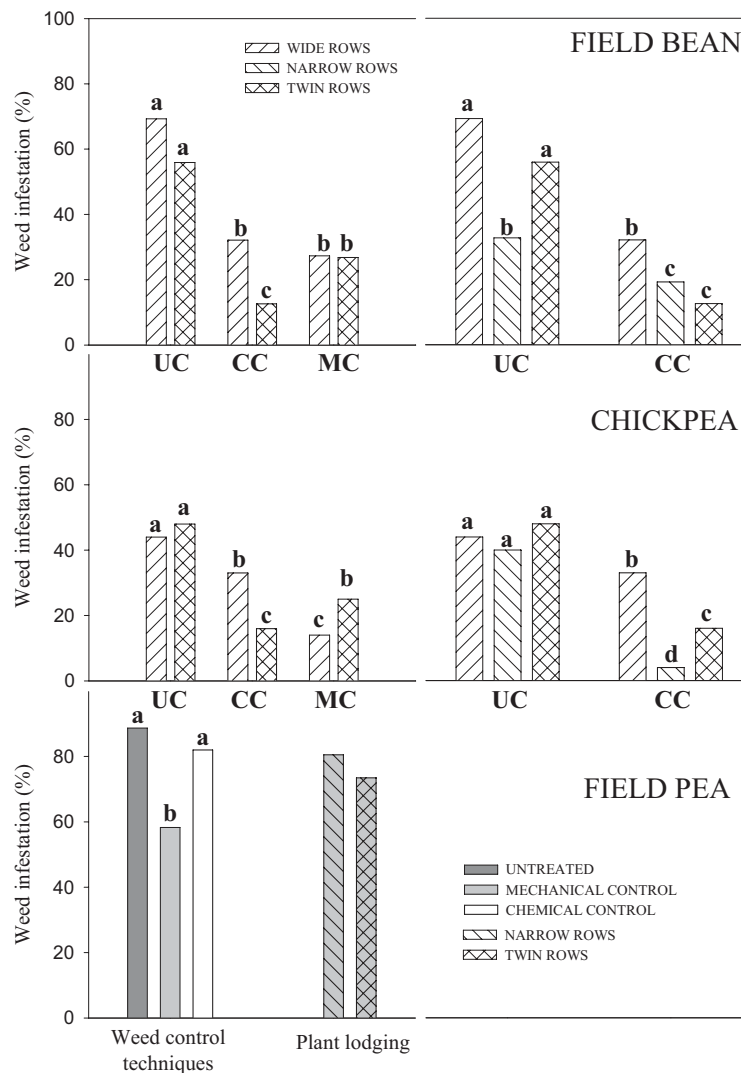 FIELD BEAN
WIDE ROWS
NARROW ROWS
TWIN ROWS
Weed infestation (%)
100
80
60
40
20
0
a a b c b b
a b a b c c
UC CC MC
UC CC
CHICKPEA
Weed infestation (%)
80
60
40
20
0
a a b c c b
a a a b d c
UC CC MC
UC CC
FIELD PEA
Weed infestation (%)
80
60
40
20
0
a b a
UNTREATED
MECHANICAL CONTROL
CHEMICAL CONTROL
NARROW ROWS
TWIN ROWS
Weed control
techniques
Plant lodging